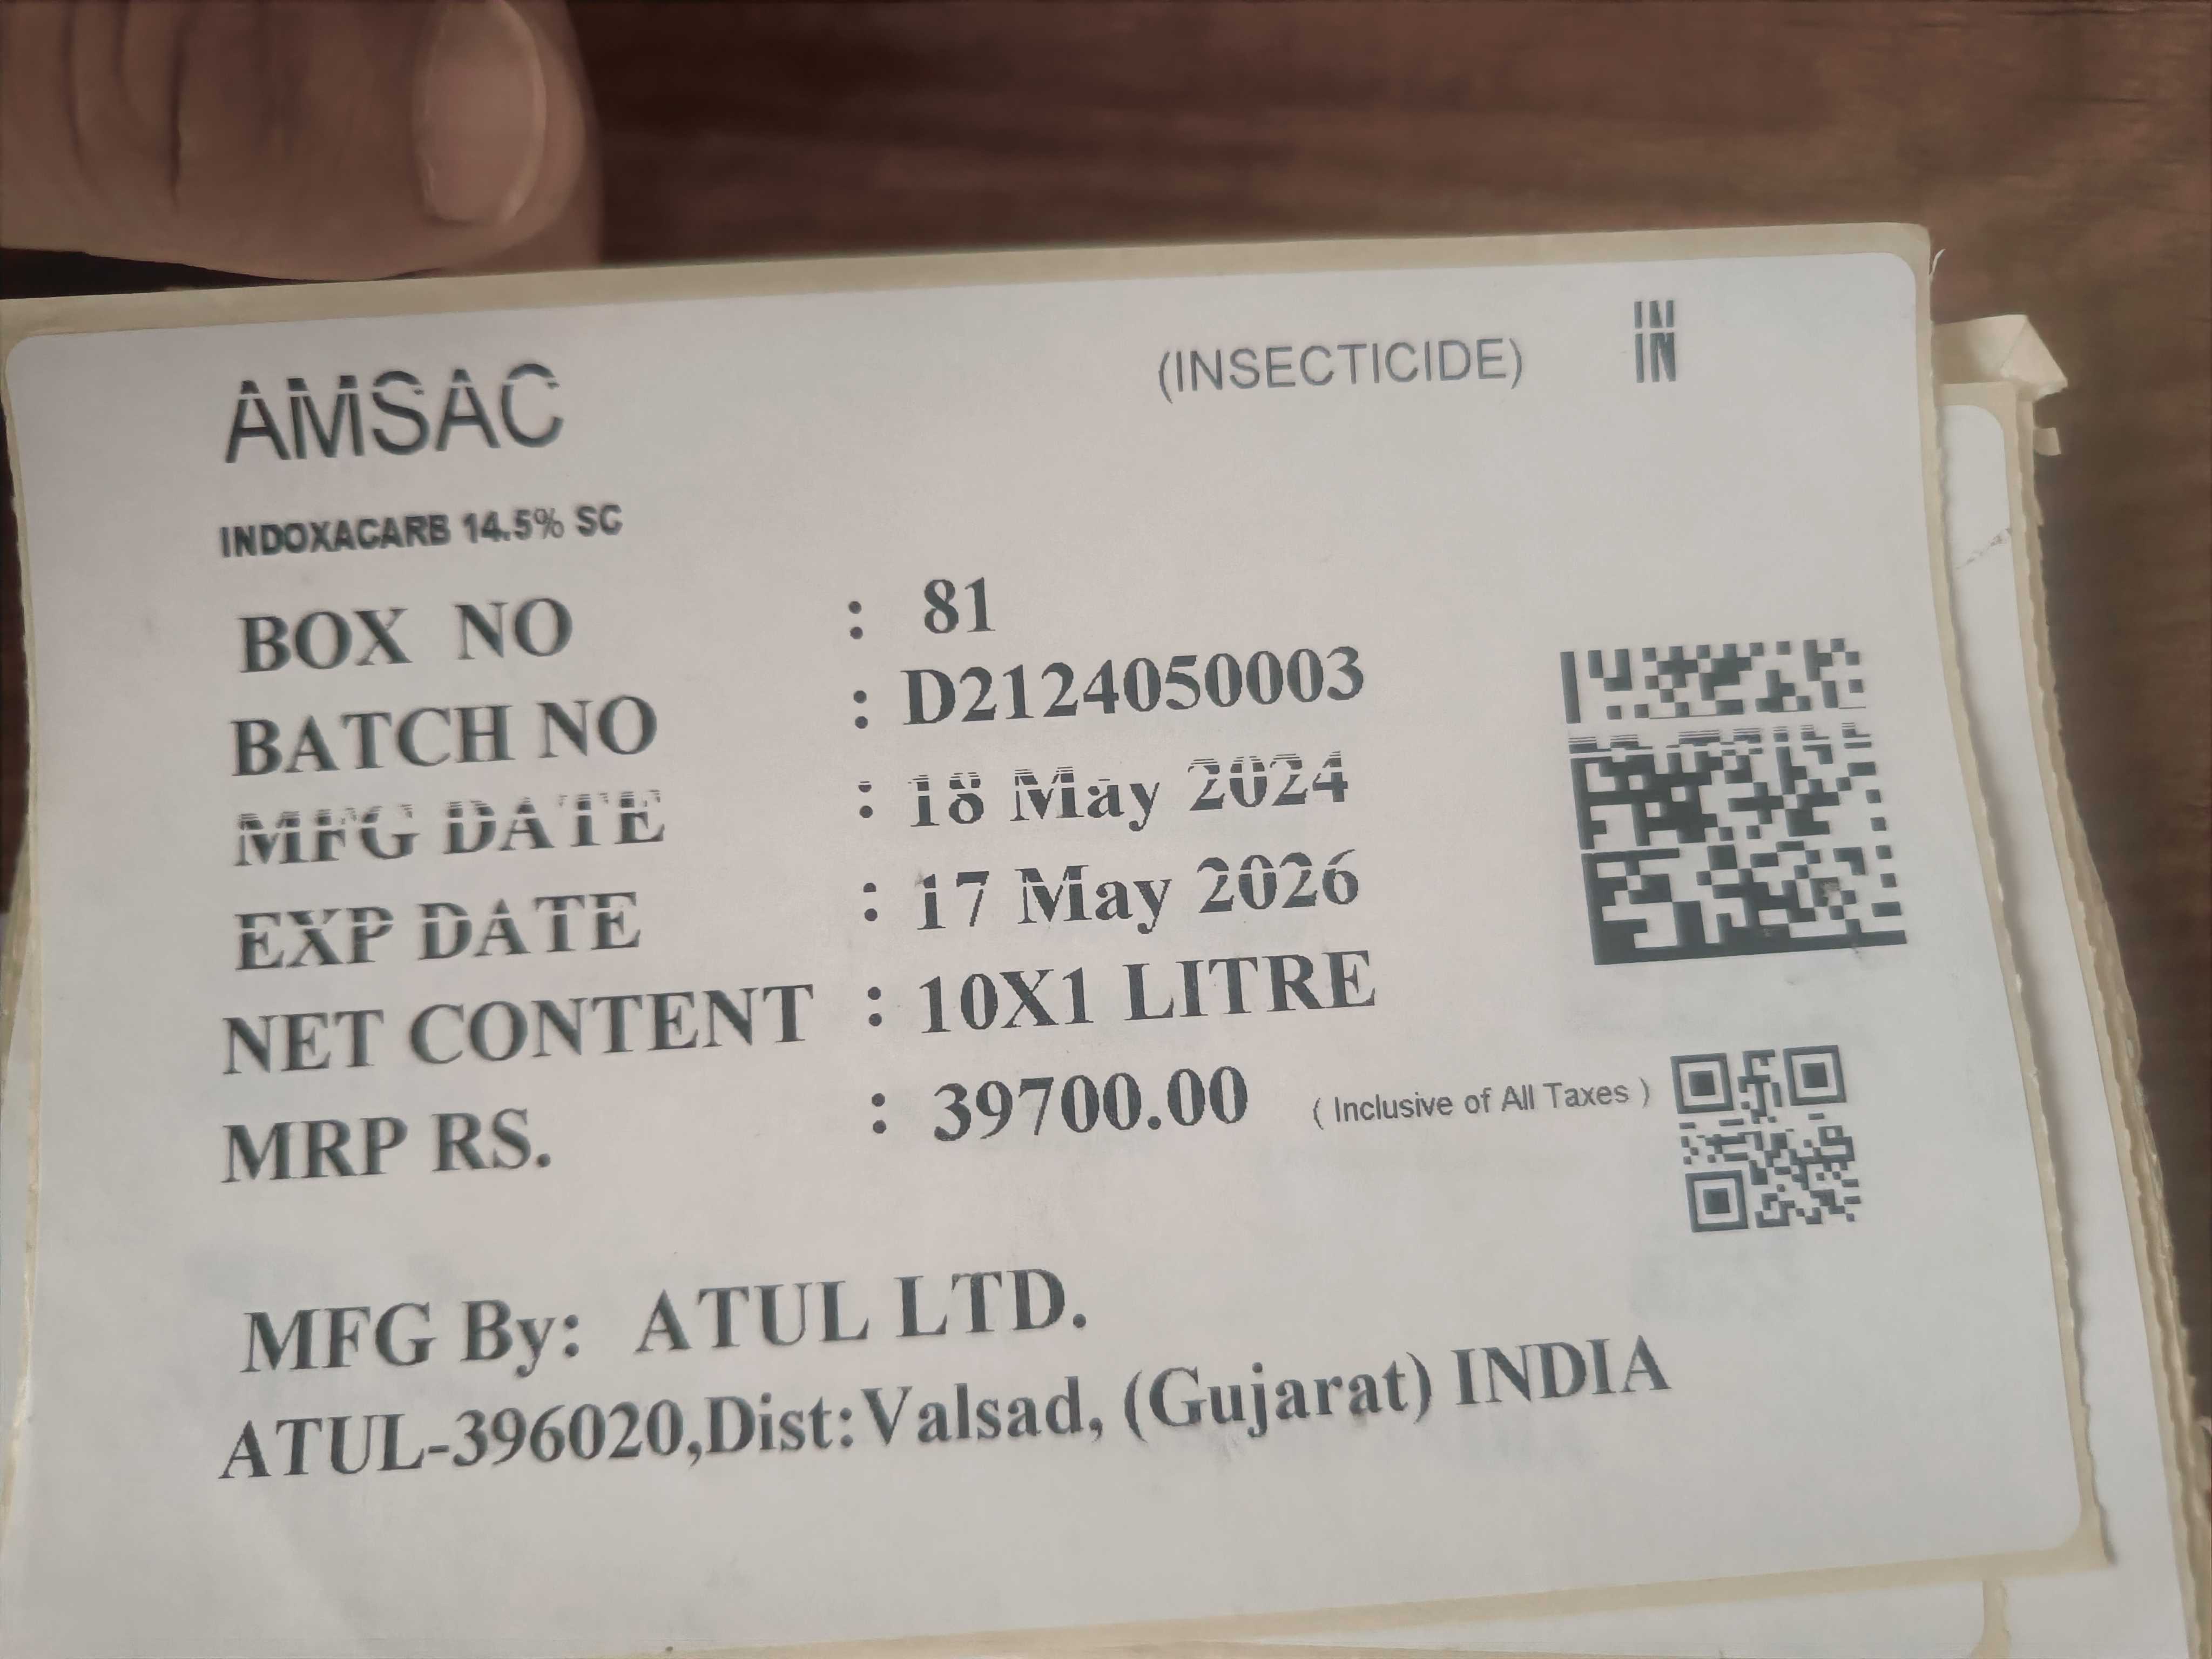 AMSAC (INSECTICIDE) IN
IN
INDOXACARB 14.5% SC
BOX NO : 81
BATCH NO : D2124050003
MFG DATE : 18 May 2024
EXP DATE : 17 May 2026
NET CONTENT : 10X1 LITRE
MRP RS. : 39700.00 ( Inclusive of All Taxes )
MFG By: ATUL LTD.
ATUL-396020,Dist:Valsad, (Gujarat) INDIA